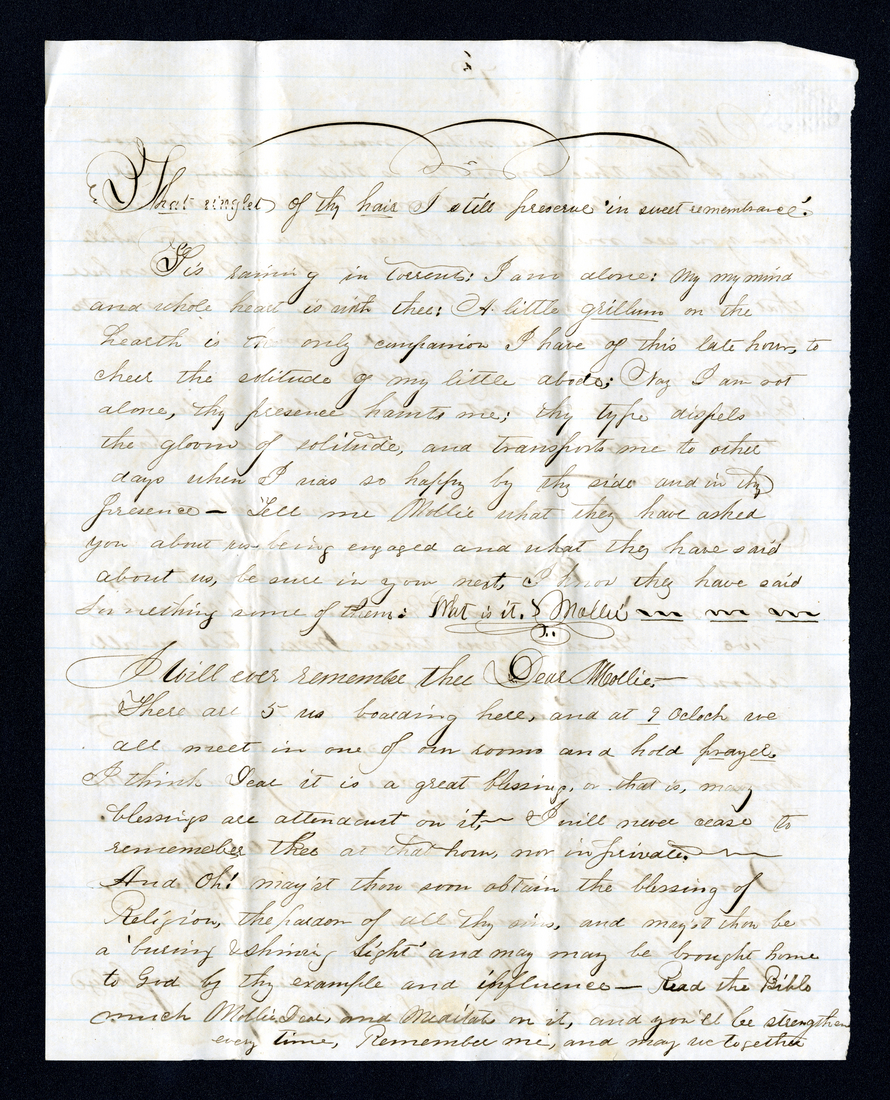 That ringlet of thy hair I still preserve 'in sweet remembrance'.
Tis raining in torrents: I am alone: My my mind
and whole heart is with thee: A little grillum on the
hearth is the only companion I have of this late hour, to
cheer the solitude of my little abode; Nay I am not
alone, thy presence haunts me; thy type dispels
the gloom of solitude, and transports me to other
days when I was so happy by thy side and in thy
presence — Tell me Mollie what they have asked
you about us being engaged and what they have said
about us, be sure in your next, I know they have said
something some of them: What is it. Mollie
I will ever remember thee Dear Mollie,—
There are 5 us boarding here, and at 9 Oclock we
all meet in one of our rooms and hold prayer.
I think Dear it is a great blessing, or that is, may
blessings are attendant on it,— I will never cease to
rememeber thee at that hour, nor in private.
And Oh! may'st thou soon obtain the blessing of
Religion, the pardon of all thy sins, and may'st thou be
a 'buring & shining light' and may may be brought home
to God by thy example and influence — Read the Bible
much Mollie Dear, and Meditate on it, and you'll be strengthen
every time, Remember me, and may we together